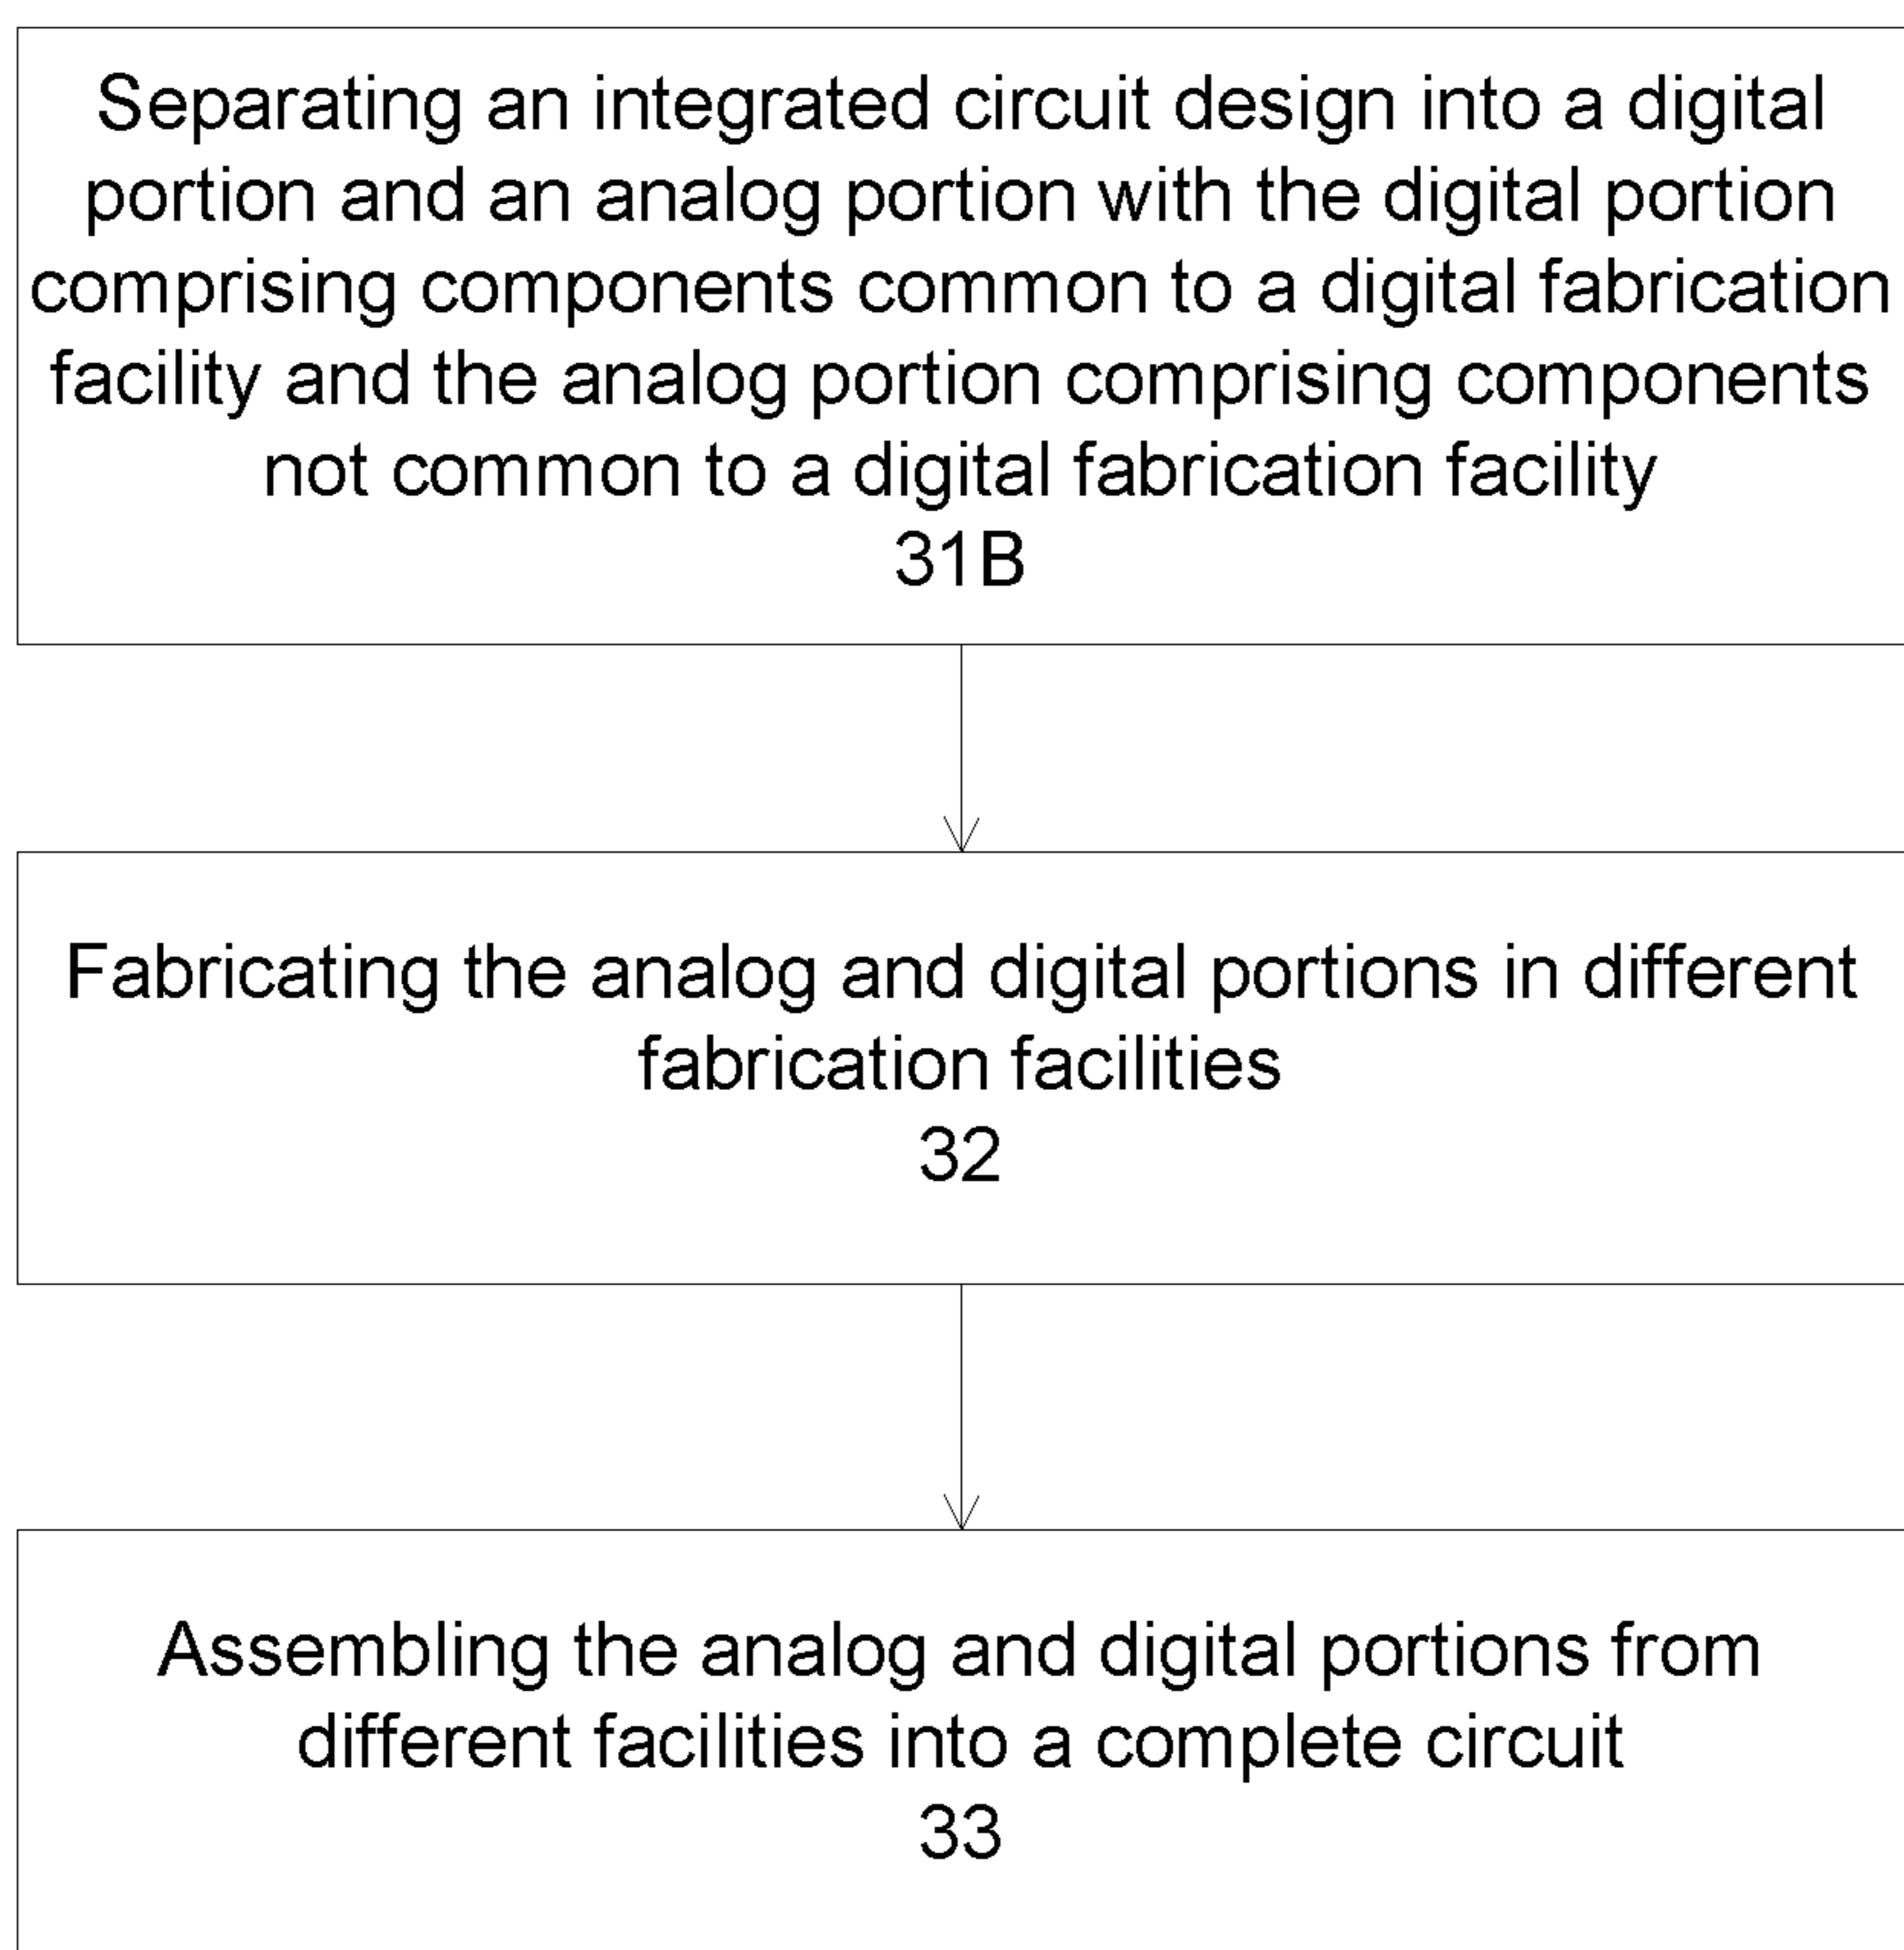 Separating an integrated circuit design into a digital
portion and an analog portion with the digital portion
comprising components common to a digital fabrication
facility and the analog portion comprising components
not common to a digital fabrication facility
31B
Fabricating the analog and digital portions in different
fabrication facilities
32
Assembling the analog and digital portions from
different facilities into a complete circuit
33